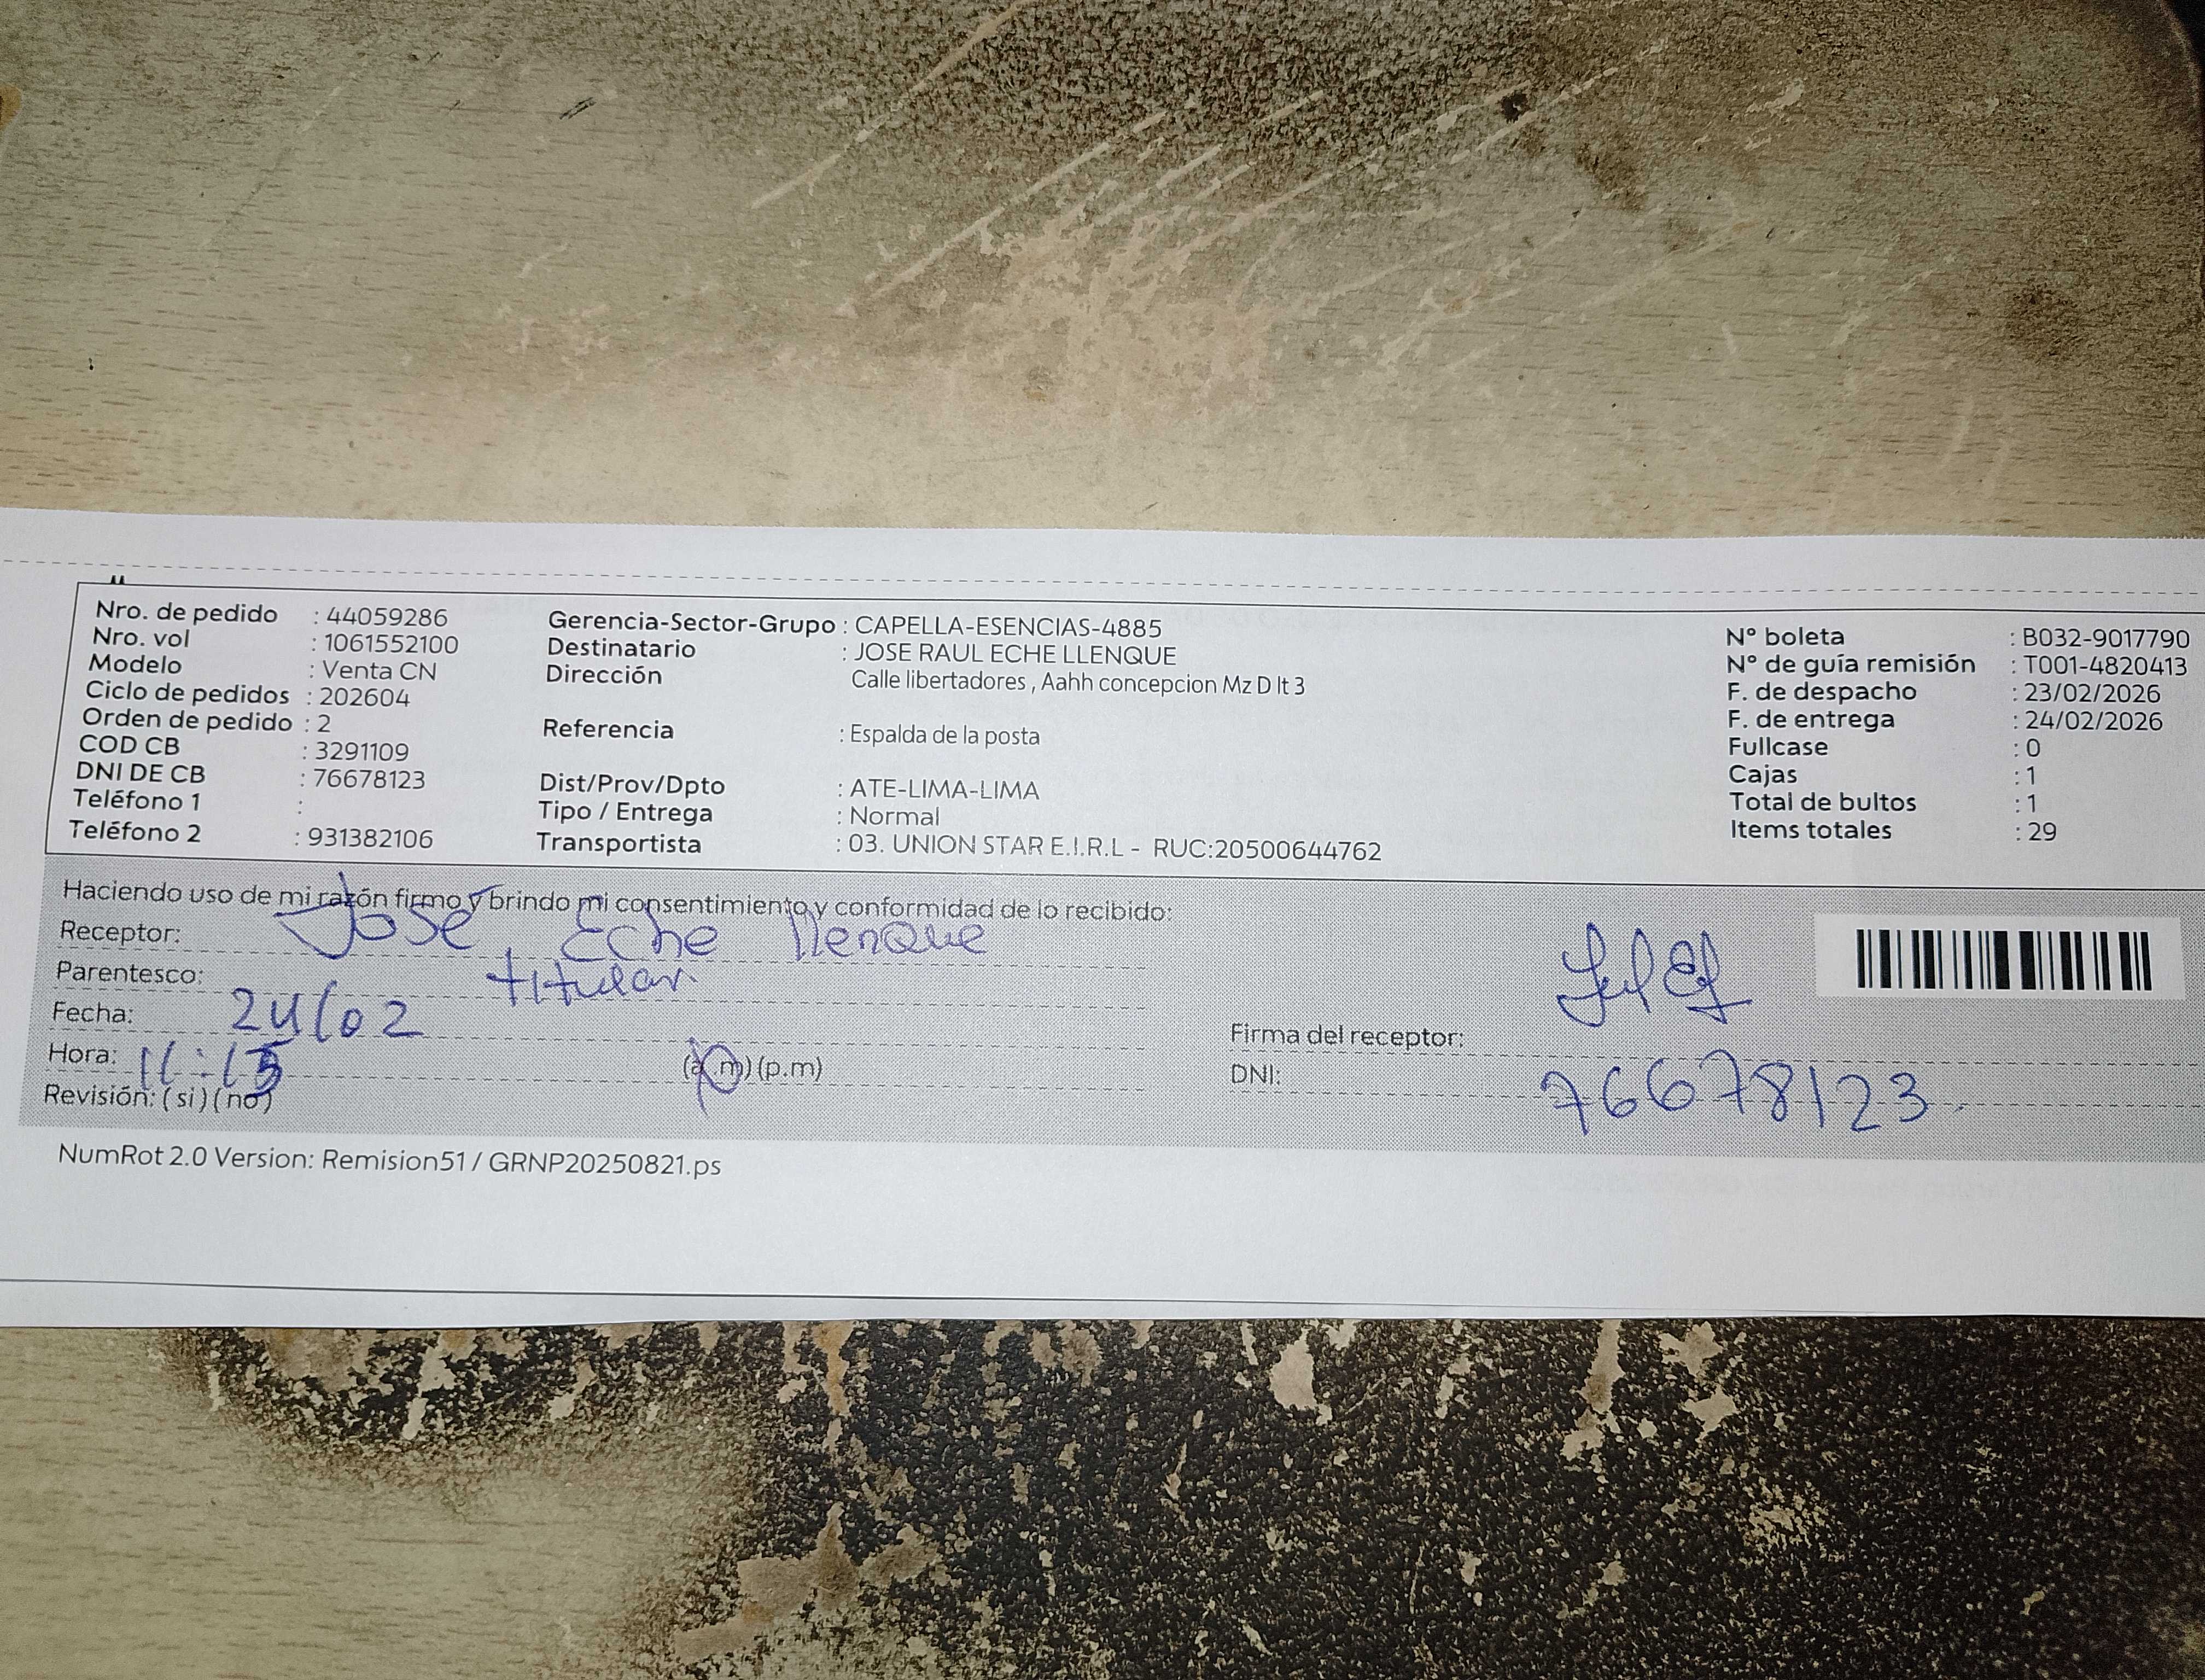 Nro. de pedido : 44059286
Nro. vol : 1061552100
Modelo : Venta CN
Ciclo de pedidos : 202604
Orden de pedido : 2
COD CB : 3291109
DNI DE CB : 76678123
Teléfono 1 :
Teléfono 2 : 931382106
Gerencia-Sector-Grupo : CAPELLA-ESENCIAS-4885
Destinatario : JOSE RAUL ECHE LLENQUE
Dirección Calle libertadores , Aahh concepcion Mz D lt 3
Referencia : Espalda de la posta
Dist/Prov/Dpto : ATE-LIMA-LIMA
Tipo / Entrega : Normal
Transportista : 03. UNION STAR E.I.R.L - RUC:20500644762
N° boleta : B032-9017790
N° de guía remisión : T001-4820413
F. de despacho : 23/02/2026
F. de entrega : 24/02/2026
Fullcase : 0
Cajas : 1
Total de bultos : 1
Items totales : 29
Haciendo uso de mi razón firmo y brindo mi consentimiento y conformidad de lo recibido:
Receptor: Jose Eche llenque
Parentesco: titular
Fecha: 24/02
Hora: 11:15 (a.m) (p.m)
Revisión: ( si ) ( no )
Firma del receptor:
DNI: 76678123
NumRot 2.0 Version: Remision51 / GRNP20250821.ps